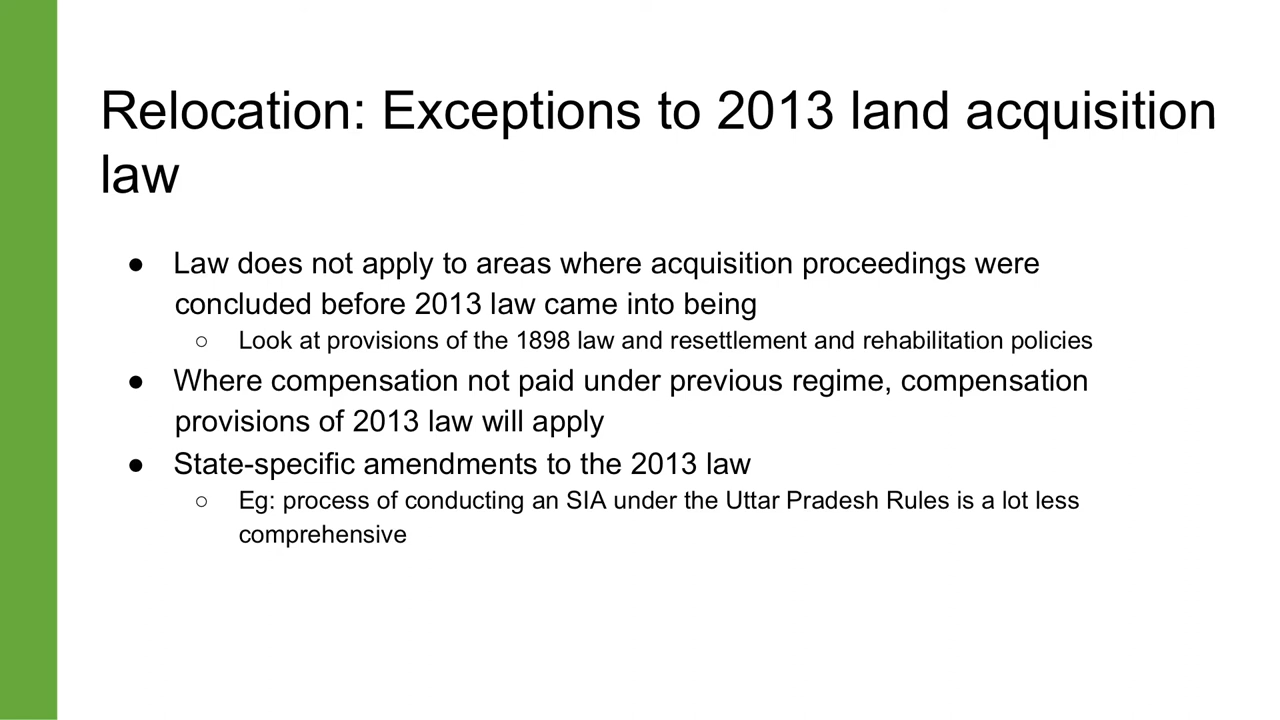 Relocation: Exceptions to 2013 land acquisition
law
● Law does not apply to areas where acquisition proceedings were
concluded before 2013 law came into being
○ Look at provisions of the 1898 law and resettlement and rehabilitation policies
● Where compensation not paid under previous regime, compensation
provisions of 2013 law will apply
● State-specific amendments to the 2013 law
○ Eg: process of conducting an SIA under the Uttar Pradesh Rules is a lot less
comprehensive